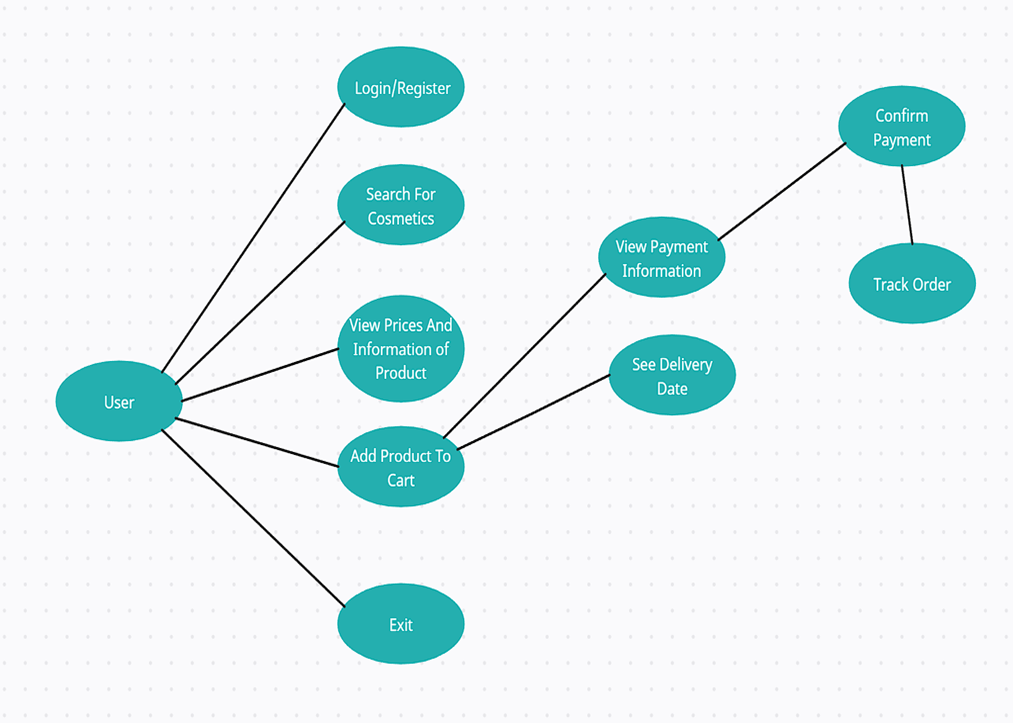 Login/Register
Search For
Cosmetics
View Prices And
Information of
Product
User
Add Product To
Cart
Exit
View Payment
Information
See Delivery
Date
Confirm
Payment
Track Order